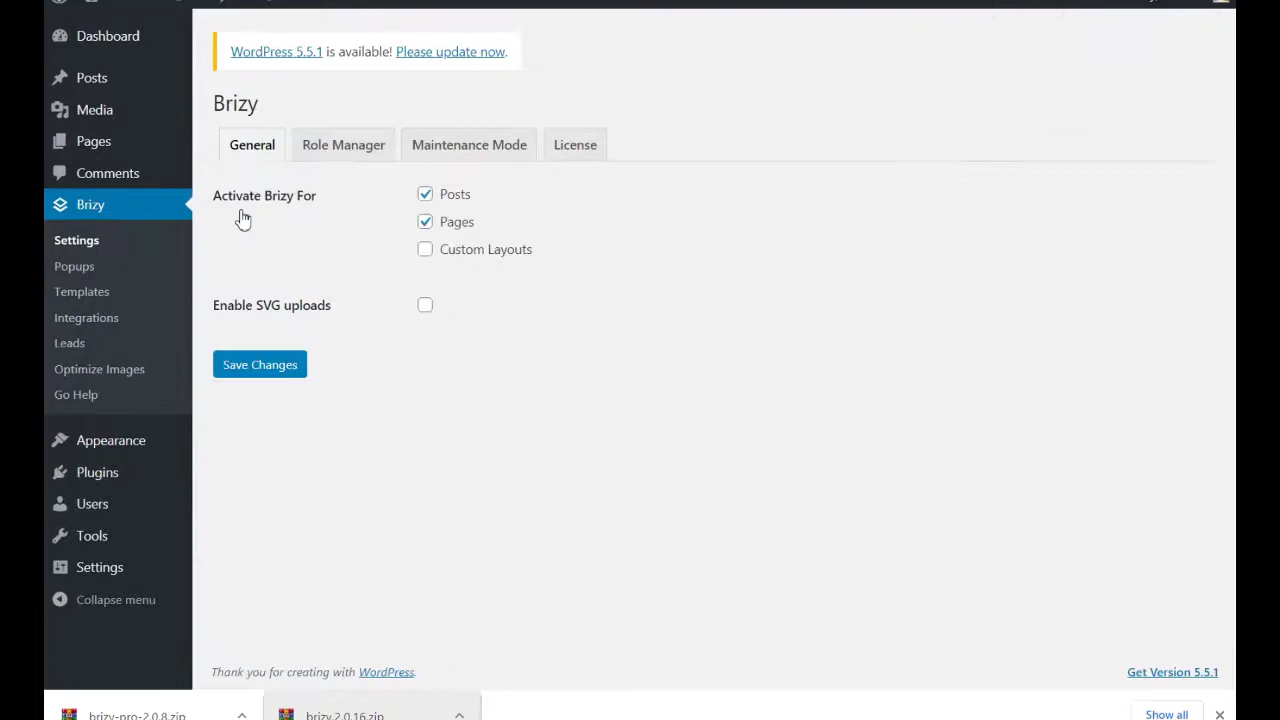 Dashboard
Posts
Media
Pages
Comments
Brizy
Settings
Popups
Templates
Integrations
Leads
Optimize Images
Go Help
Appearance
Plugins
Users
Tools
Settings
Collapse menu
WordPress 5.5.1 is available! Please update now.
Brizy
General Role Manager Maintenance Mode License
Activate Brizy For
Posts
Pages
Custom Layouts
Enable SVG uploads
Save Changes
Thank you for creating with WordPress.
Get Version 5.5.1
brizy-pro-2.0.8.zip
brizy.2.0.16.zip
Show all